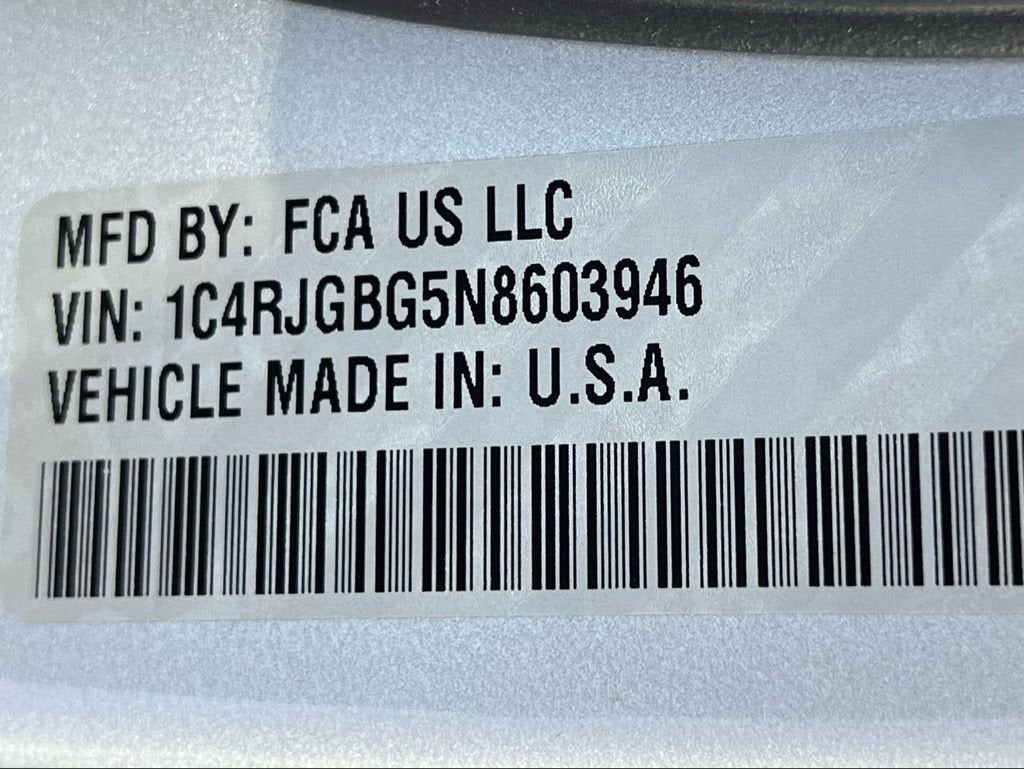 MFD BY: FCA US LLC
VIN: 1C4RJGBG5N8603946
VEHICLE MADE IN: U.S.A.